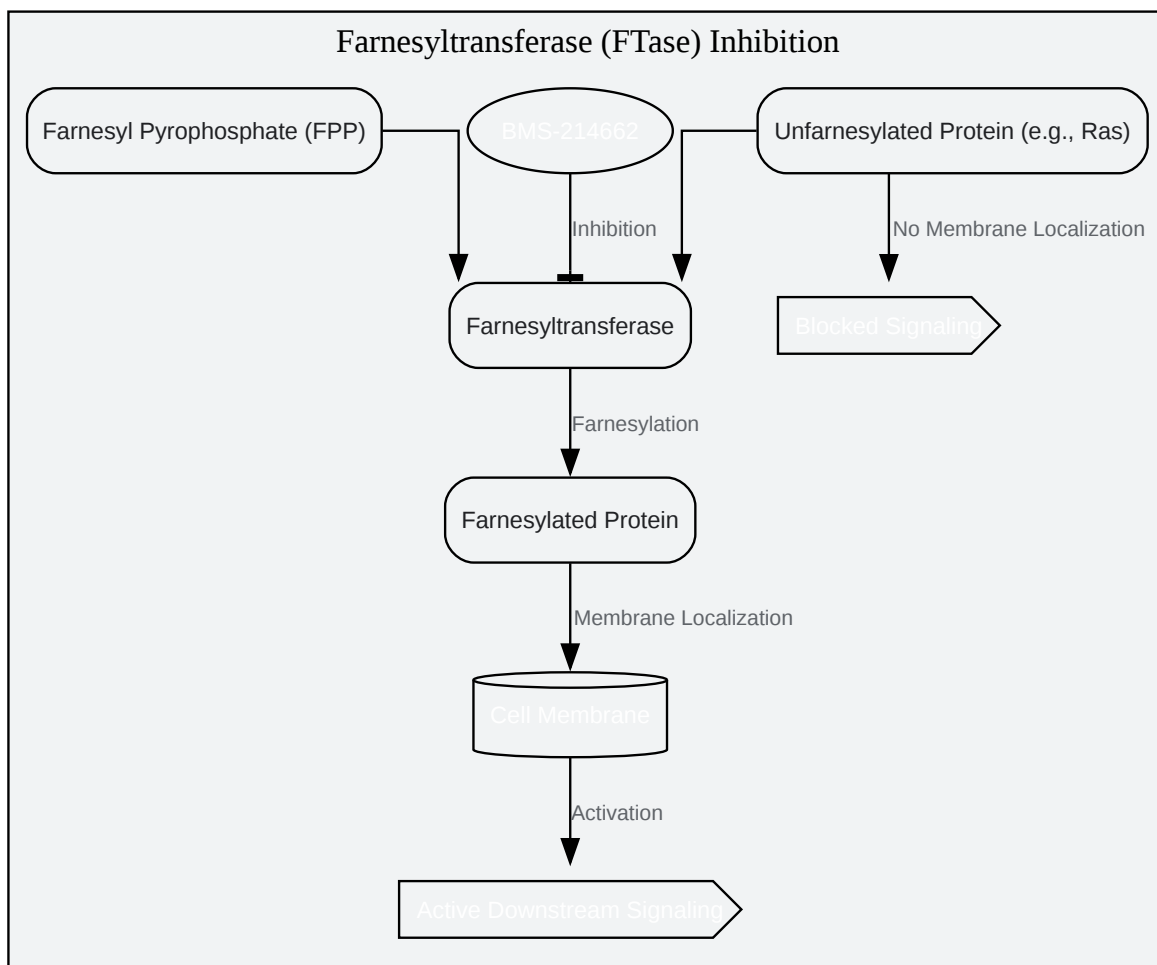 Farnesyltransferase (FTase) Inhibition
Farnesyl Pyrophosphate (FPP)
BMS-214662
Unfarnesylated Protein (e.g., Ras)
Inhibition
No Membrane Localization
Farnesyltransferase
Blocked Signaling
Farnesylation
Farnesylated Protein
Membrane Localization
Cell Membrane
Activation
Active Downstream Signaling